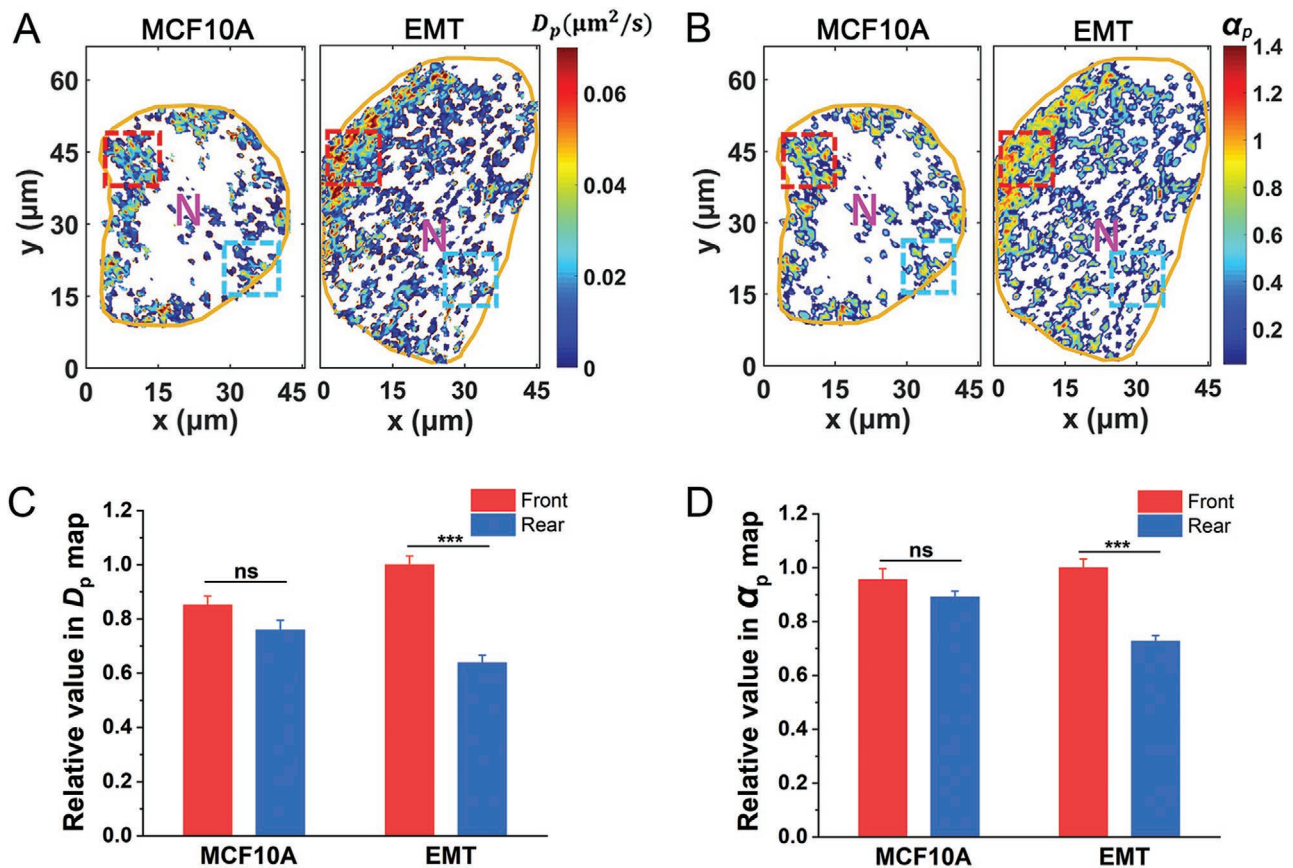 A
MCF10A
EMT
Dₚ(μm²/s)
60
45
30
15
0
y (μm)
N
N
0 15 30 45
0 15 30 45
x (μm)
x (μm)
0.06
0.04
0.02
0
B
MCF10A
EMT
αₚ
60
45
30
15
0
y (μm)
N
N
0 15 30 45
0 15 30 45
x (μm)
x (μm)
1.4
1.2
1
0.8
0.6
0.4
0.2
C
Front
Rear
Relative value in Dₚ map
1.2
1.0
0.8
0.6
0.4
0.2
0.0
ns
***
MCF10A
EMT
D
Front
Rear
Relative value in αₚ map
1.2
1.0
0.8
0.6
0.4
0.2
0.0
ns
***
MCF10A
EMT